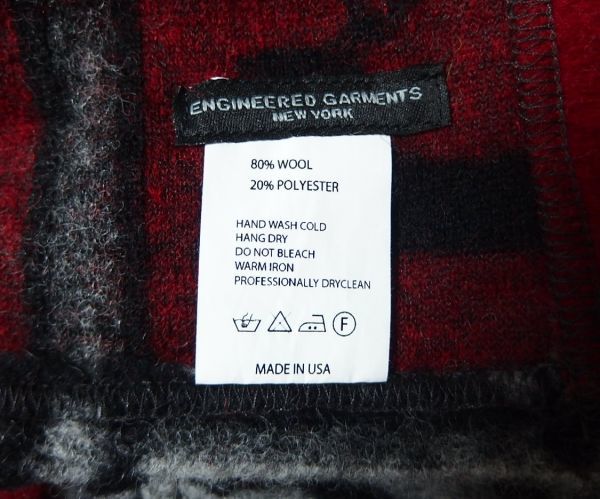 ENGINEERED GARMENTS
NEW YORK
80% WOOL
20% POLYESTER
HAND WASH COLD
HANG DRY
DO NOT BLEACH
WARM IRON
PROFESSIONALLY DRYCLEAN
F
MADE IN USA